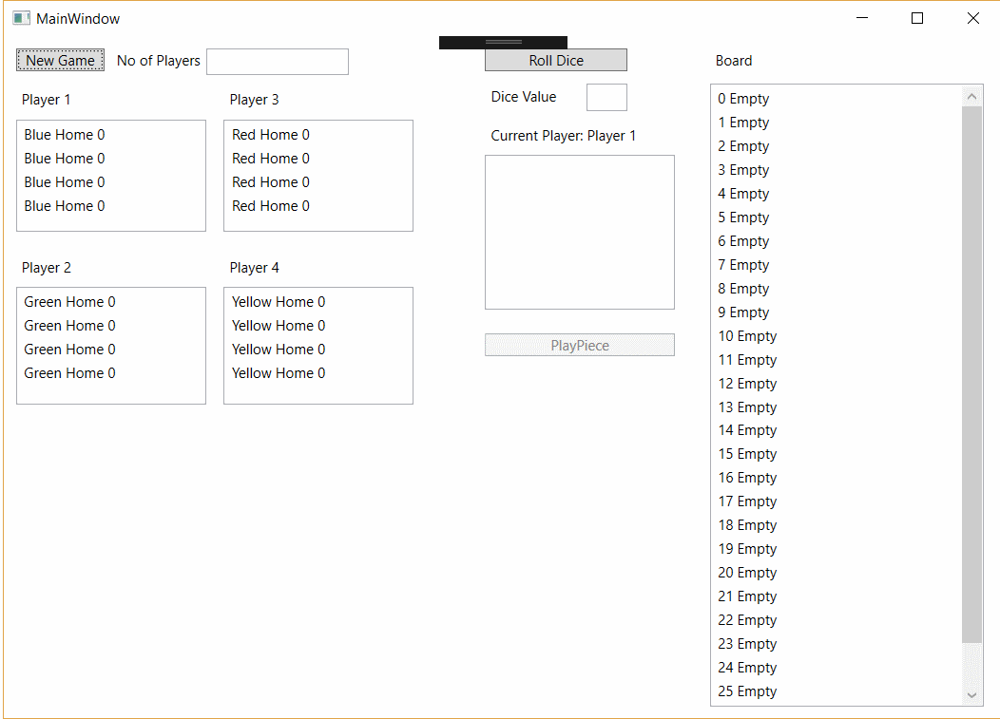 MainWindow
New Game No of Players
Roll Dice
Board
Player 1
Player 3
Dice Value
Current Player: Player 1
Blue Home 0
Blue Home 0
Blue Home 0
Blue Home 0
Red Home 0
Red Home 0
Red Home 0
Red Home 0
Player 2
Player 4
Green Home 0
Green Home 0
Green Home 0
Green Home 0
Yellow Home 0
Yellow Home 0
Yellow Home 0
Yellow Home 0
PlayPiece
0 Empty
1 Empty
2 Empty
3 Empty
4 Empty
5 Empty
6 Empty
7 Empty
8 Empty
9 Empty
10 Empty
11 Empty
12 Empty
13 Empty
14 Empty
15 Empty
16 Empty
17 Empty
18 Empty
19 Empty
20 Empty
21 Empty
22 Empty
23 Empty
24 Empty
25 Empty